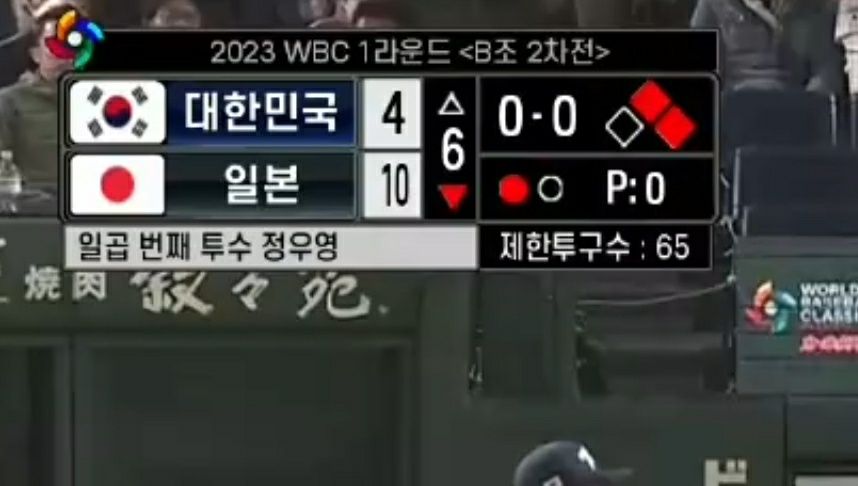 2023 WBC 1라운드 <B조 2차전>
대한민국 4
일본 10
6
0-0
P:0
일곱 번째 투수 정우영
제한투구수 : 65
焼肉 叙々苑
WORLD
BASEBALL
CLASSIC
ド